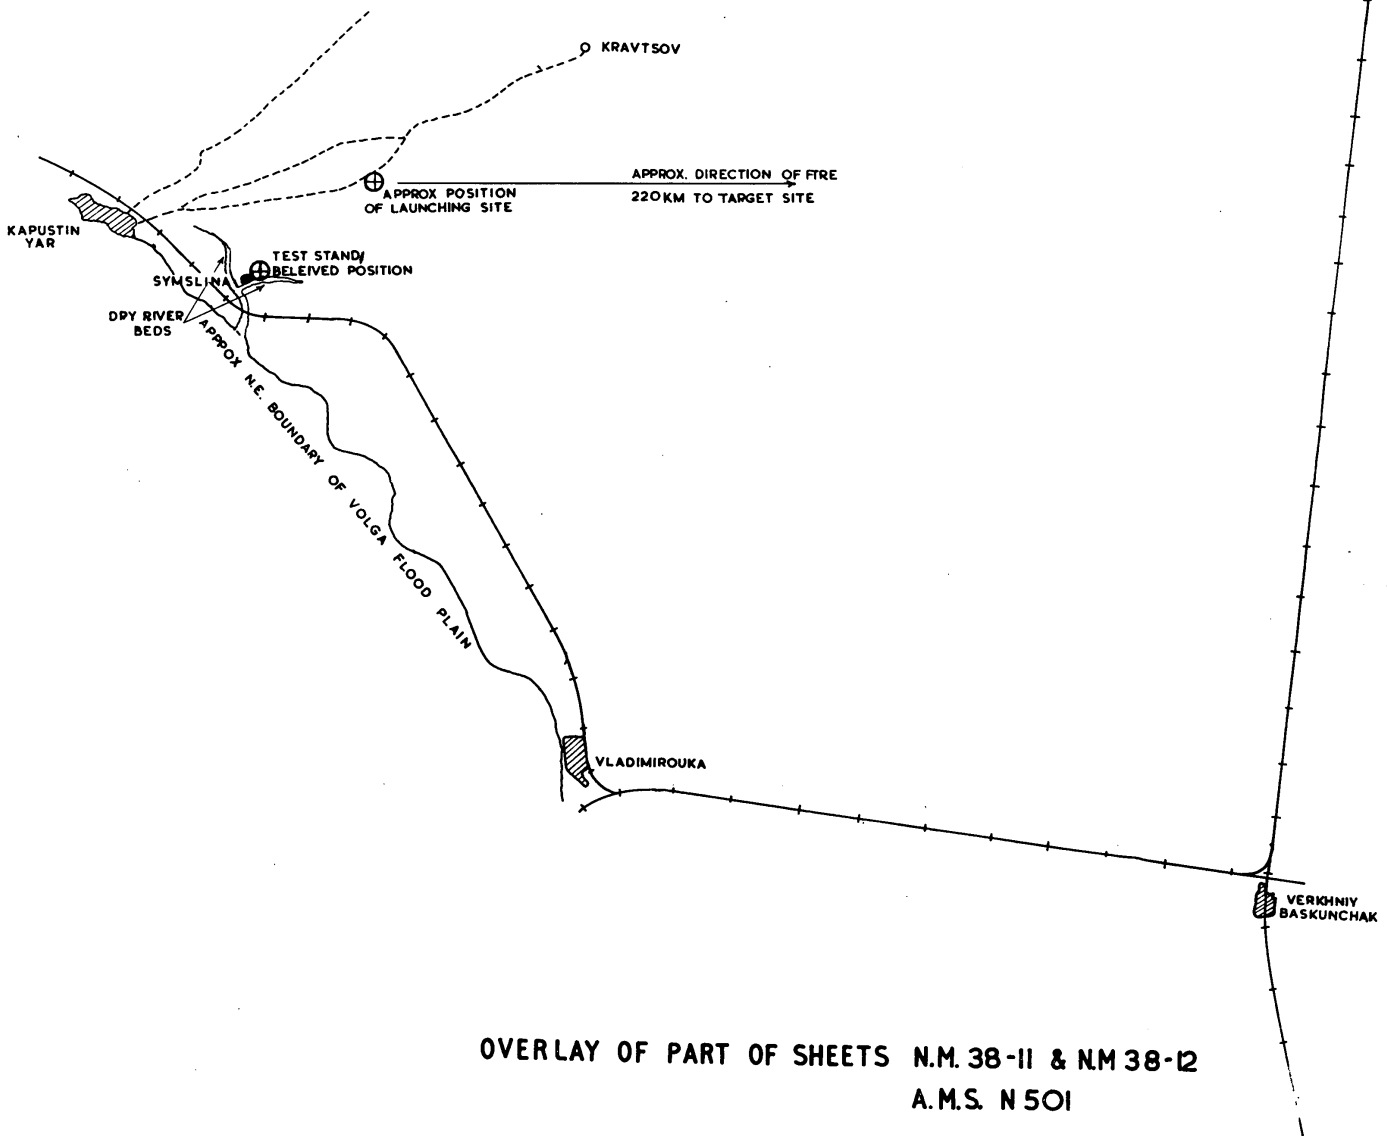 KRAVTSOV
APPROX. DIRECTION OF FIRE
220 KM TO TARGET SITE
APPROX POSITION
OF LAUNCHING SITE
KAPUSTIN
YAR
TEST STAND
BELEIVED POSITION
SYMSLINA
DRY RIVER
BEDS
APPROX N.E. BOUNDARY OF VOLGA FLOOD PLAIN
VLADIMIROUKA
VERKHNIY
BASKUNCHAK
OVERLAY OF PART OF SHEETS N.M. 38-11 & N.M 38-12
A.M.S. N 501